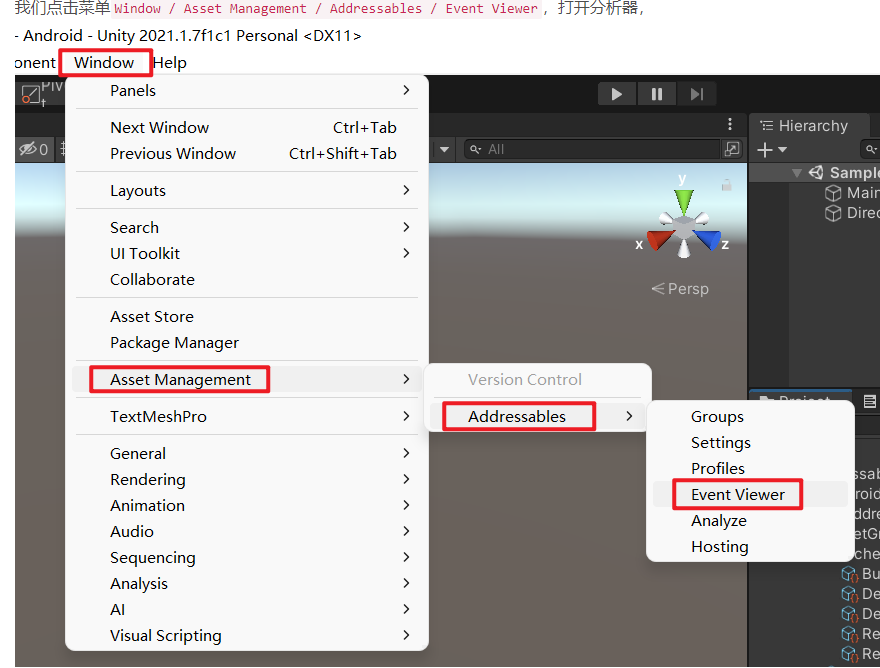 我们点击菜单 Window / Asset Management / Addressables / Event Viewer，打开分析器，
- Android - Unity 2021.1.7f1c1 Personal <DX11>
onent Window Help
Panels
Next Window Ctrl+Tab
Previous Window Ctrl+Shift+Tab
Layouts
Search
UI Toolkit
Collaborate
Asset Store
Package Manager
Asset Management
TextMeshPro
General
Rendering
Animation
Audio
Sequencing
Analysis
AI
Visual Scripting
Version Control
Addressables
Groups
Settings
Profiles
Event Viewer
Analyze
Hosting
0
All
y
x
z
Persp
Hierarchy
Sample
Main
Direc
Project
ssab
roid
ddre
etGr
che
Bu
De
De
Re
Re